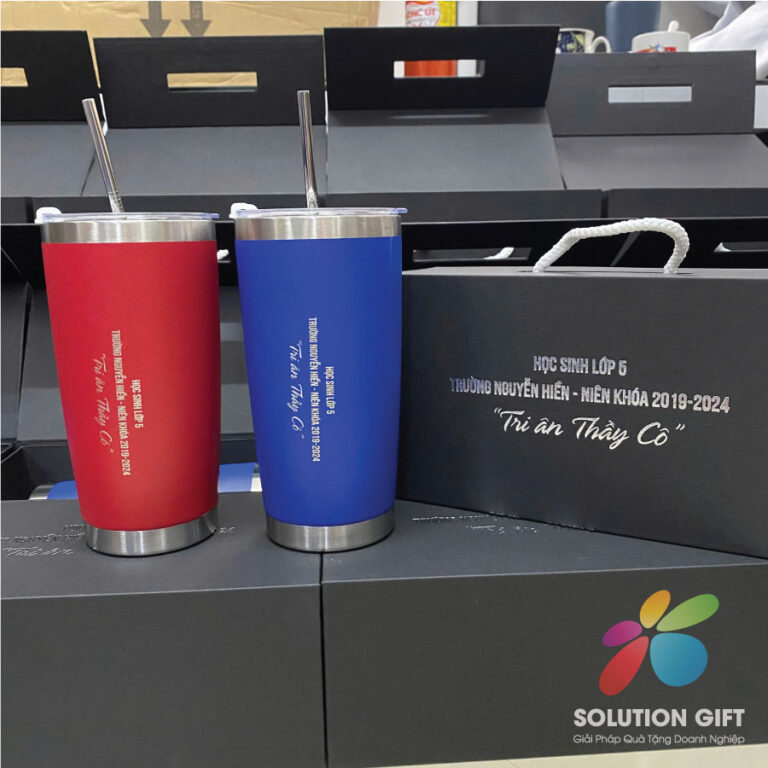 HỌC SINH LỚP 5
TRƯỜNG NGUYỄN HIỀN - NIÊN KHÓA 2019-2024
"Tri ân Thầy Cô"
HỌC SINH LỚP 5
TRƯỜNG NGUYỄN HIỀN - NIÊN KHÓA 2019-2024
"Tri ân Thầy Cô"
HỌC SINH LỚP 5
TRƯỜNG NGUYỄN HIỀN - NIÊN KHÓA 2019-2024
"Tri ân Thầy Cô"
SOLUTION GIFT
Giải Pháp Quà Tặng Doanh Nghiệp